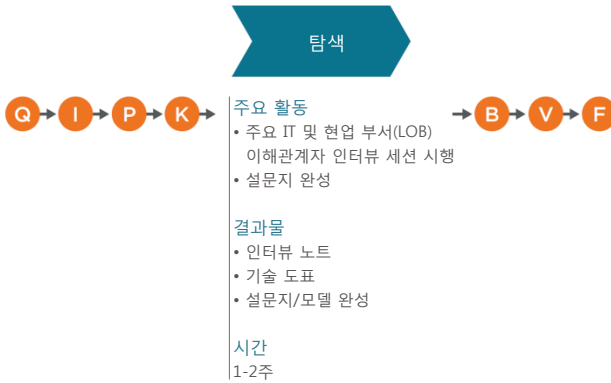 탐색
Q I P K
주요 활동
• 주요 IT 및 현업 부서(LOB)
이해관계자 인터뷰 세션 시행
• 설문지 완성
결과물
• 인터뷰 노트
• 기술 도표
• 설문지/모델 완성
시간
1-2주
B V F